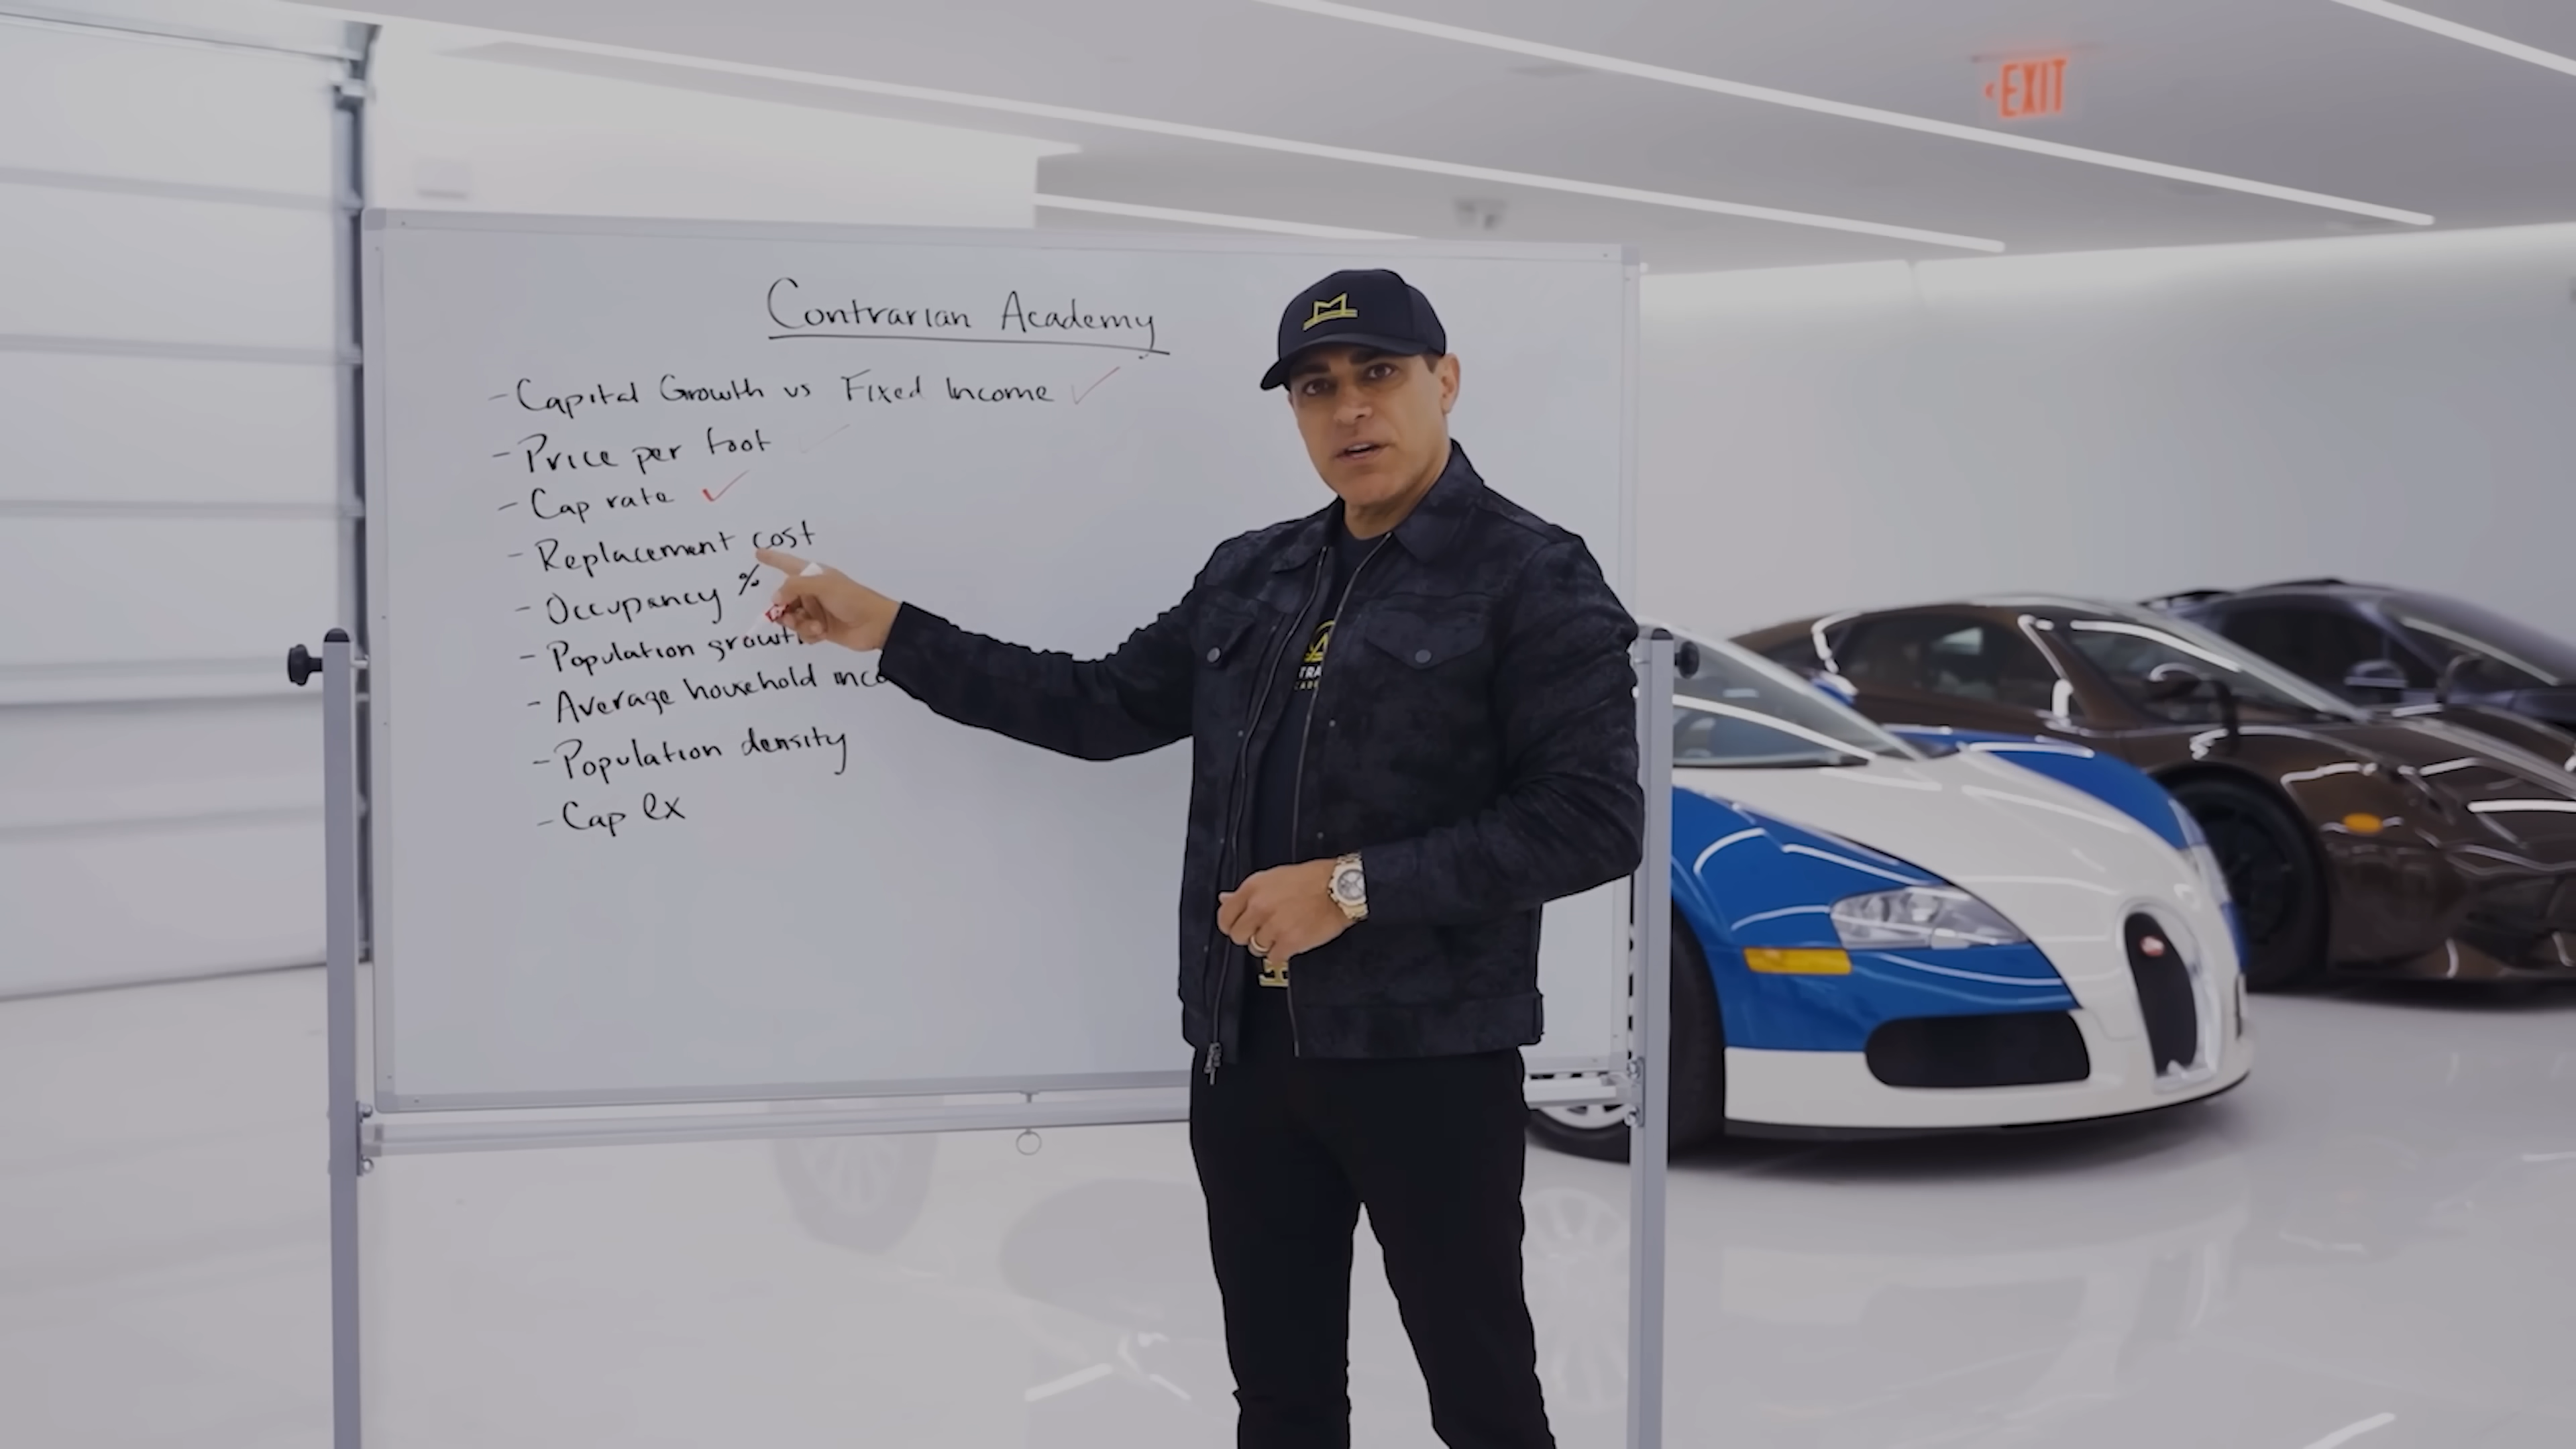 EXIT
Contrarian Academy
- Capital Growth vs Fixed Income
- Price per foot
- Cap rate
- Replacement cost
- Occupancy %
- Population growth
- Average household
- Population density
- Cap ex